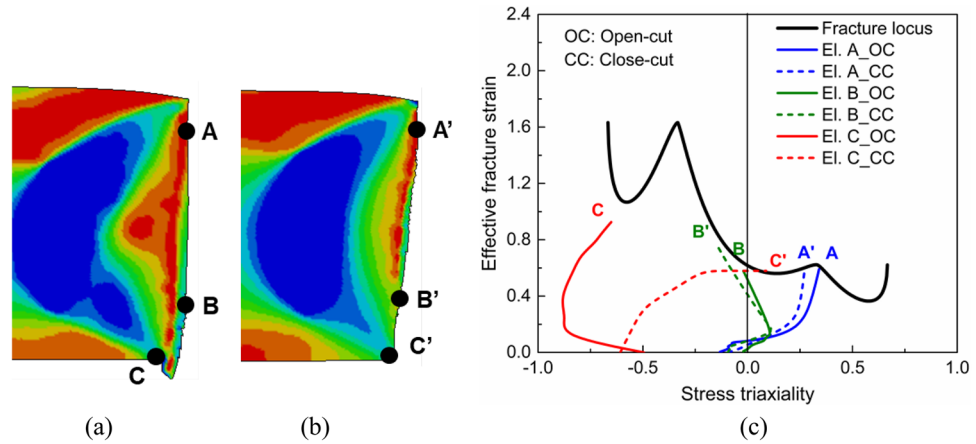 A
B
C
(a)
A'
B'
C'
(b)
Effective fracture strain
2.4
2.0
1.6
1.2
0.8
0.4
0.0
OC: Open-cut
CC: Close-cut
Fracture locus
El. A_OC
El. A_CC
El. B_OC
El. B_CC
El. C_OC
El. C_CC
C
B' B
C' A' A
-1.0 -0.5 0.0 0.5 1.0
Stress triaxiality
(c)